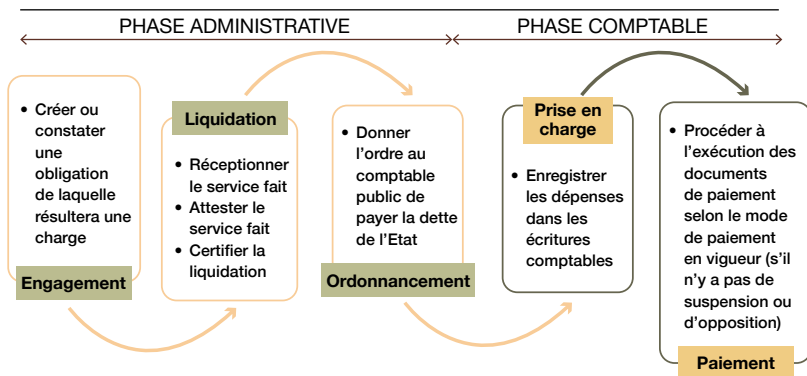 PHASE ADMINISTRATIVE
PHASE COMPTABLE
• Créer ou
constater
une
obligation
de laquelle
résultera une
charge
Engagement
Liquidation
• Réceptionner
le service fait
• Attester le
service fait
• Certifier la
liquidation
• Donner
l’ordre au
comptable
public de
payer la dette
de l’Etat
Ordonnancement
Prise en
charge
• Enregistrer
les dépenses
dans les
écritures
comptables
• Procéder à
l’exécution des
documents
de paiement
selon le mode
de paiement
en vigueur (s’il
n’y a pas de
suspension ou
d’opposition)
Paiement